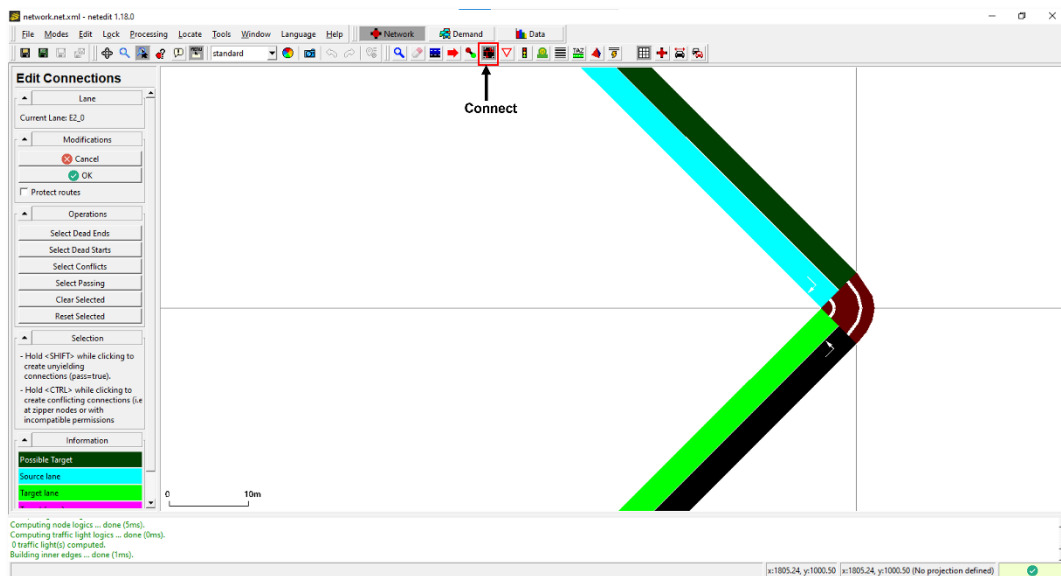 network.net.xml - netedit 1.18.0
File Modes Edit Lock Processing Locate Tools Window Language Help Network Demand Data
standard TAZ
Connect
Edit Connections
Lane
Current Lane: E2_0
Modifications
Cancel
OK
Protect routes
Operations
Select Dead Ends
Select Dead Starts
Select Conflicts
Select Passing
Clear Selected
Reset Selected
Selection
- Hold <SHIFT> while clicking to
create unyielding
connections (pass=true).
- Hold <CTRL> while clicking to
create conflicting connections (i.e
at zipper nodes or with
incompatible permissions
Information
Possible Target
Source lane
Target lane
0 10m
Computing node logics ... done (5ms).
Computing traffic light logics ... done (0ms).
0 traffic light(s) computed.
Building inner edges ... done (1ms).
x:1805.24, y:1000.50 x:1805.24, y:1000.50 (No projection defined)